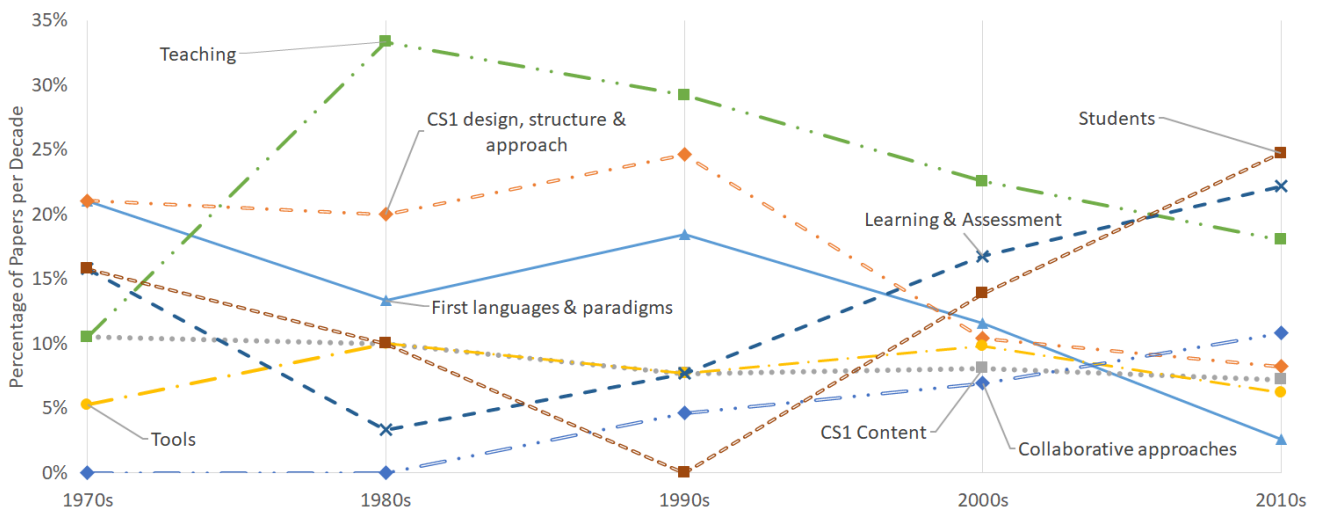 Percentage of Papers per Decade
35%
30%
25%
20%
15%
10%
5%
0%
Teaching
CS1 design, structure &
approach
Students
Learning & Assessment
First languages & paradigms
Tools
CS1 Content
Collaborative approaches
1970s
1980s
1990s
2000s
2010s